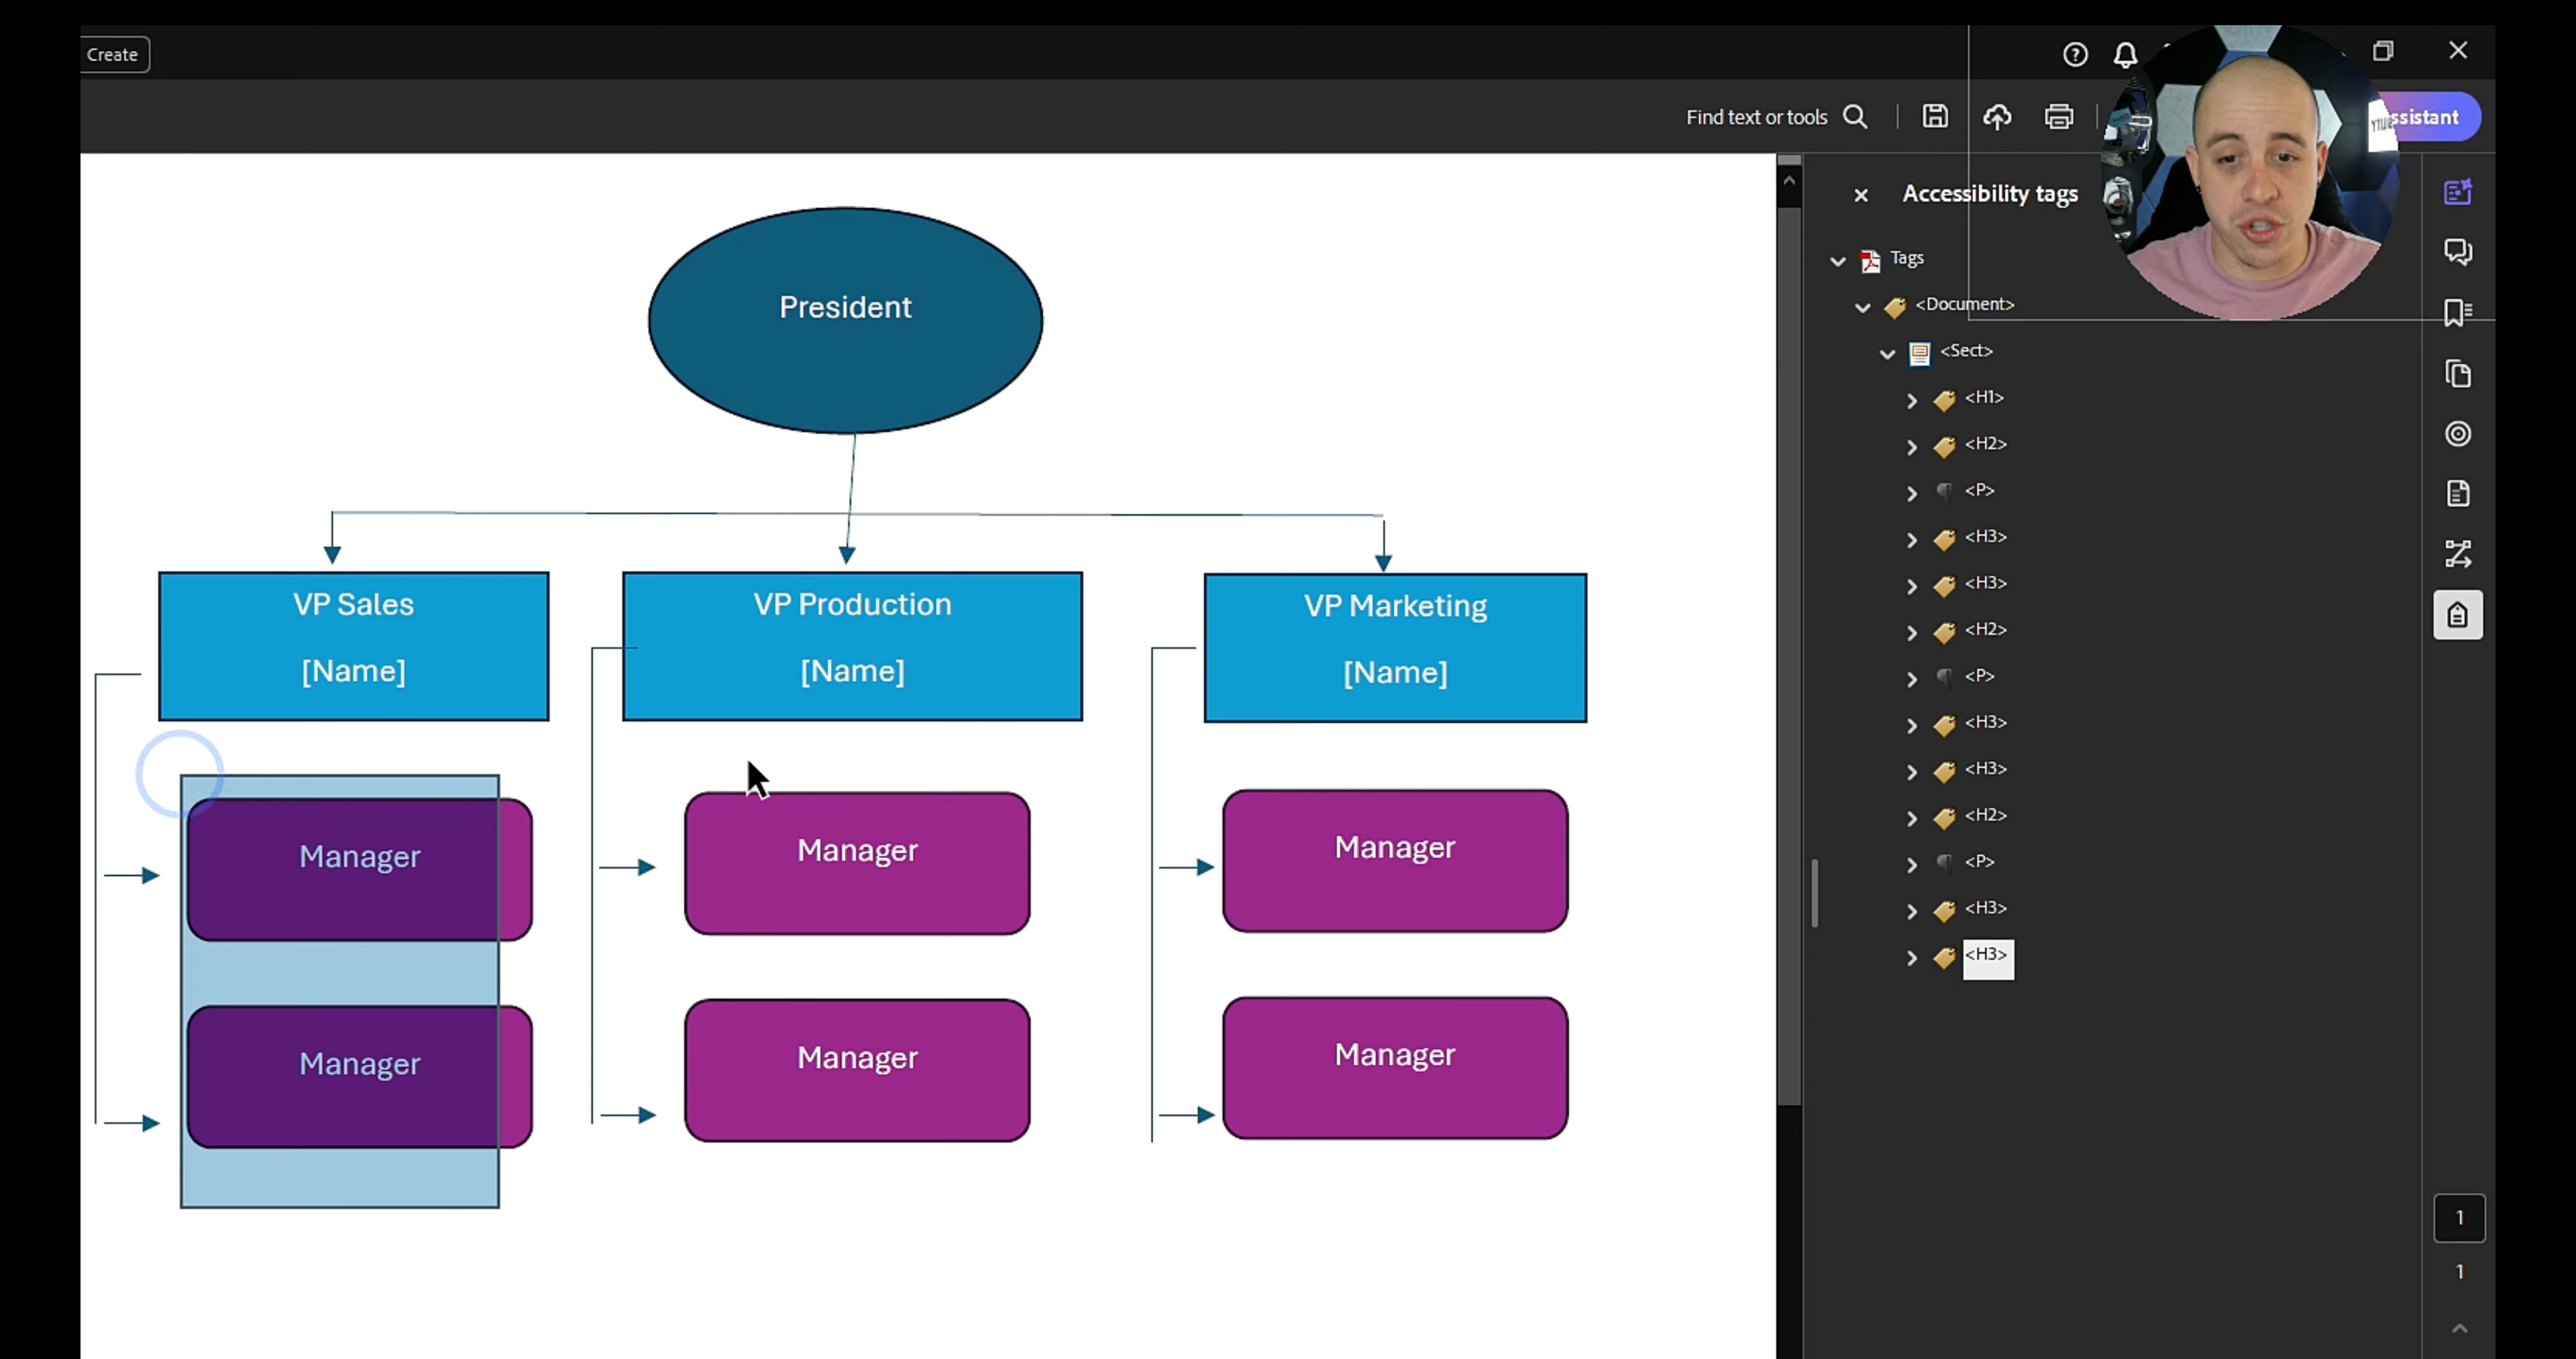 Create
Find text or tools
ssistant
President
VP Sales
[Name]
VP Production
[Name]
VP Marketing
[Name]
Manager
Manager
Manager
Manager
Manager
Manager
Accessibility tags
Tags
<Document>
<Sect>
<H1>
<H2>
<P>
<H3>
<H3>
<H2>
<P>
<H3>
<H3>
<H2>
<P>
<H3>
<H3>
1
1